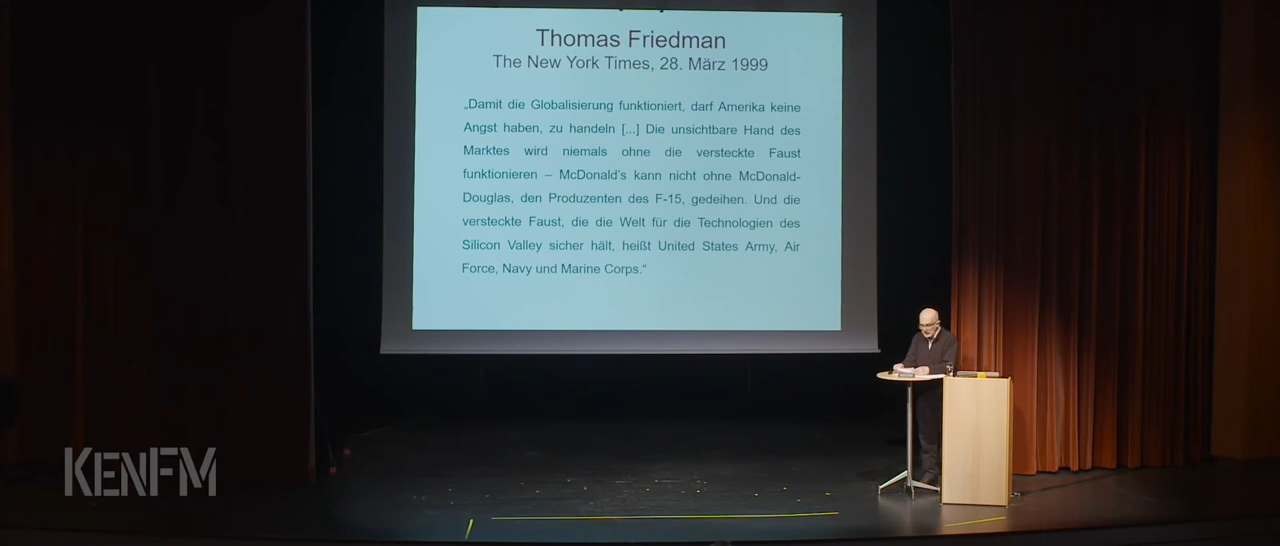 Thomas Friedman
The New York Times, 28. März 1999
„Damit die Globalisierung funktioniert, darf Amerika keine
Angst haben, zu handeln [...] Die unsichtbare Hand des
Marktes wird niemals ohne die versteckte Faust
funktionieren – McDonald's kann nicht ohne McDonald-
Douglas, den Produzenten des F-15, gedeihen. Und die
versteckte Faust, die die Welt für die Technologien des
Silicon Valley sicher hält, heißt United States Army, Air
Force, Navy und Marine Corps.“
KENFM